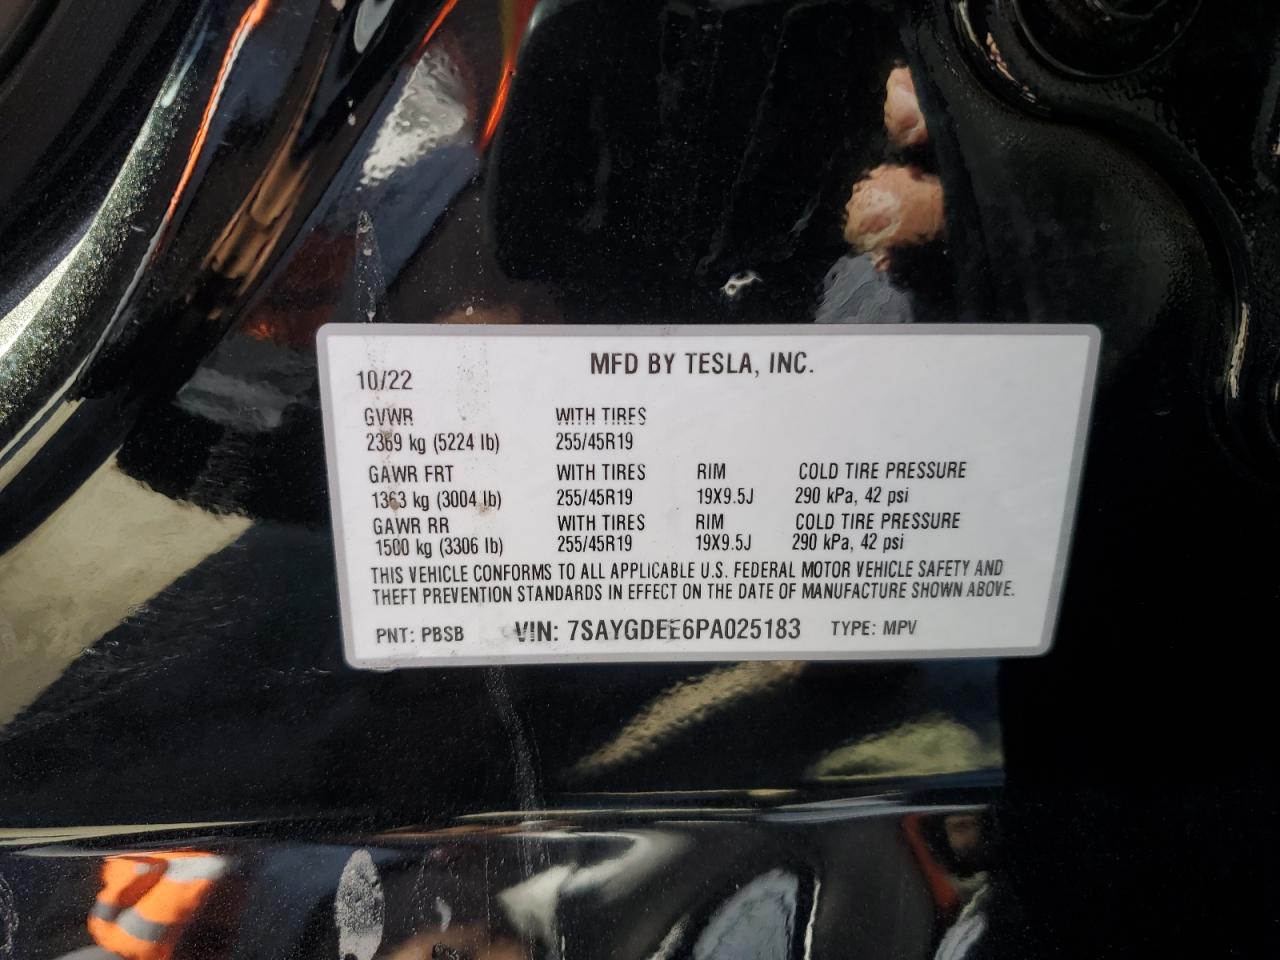 MFD BY TESLA, INC.
10/22
GVWR WITH TIRES
2369 kg (5224 lb) 255/45R19
GAWR FRT WITH TIRES RIM COLD TIRE PRESSURE
1363 kg (3004 lb) 255/45R19 19X9.5J 290 kPa, 42 psi
GAWR RR WITH TIRES RIM COLD TIRE PRESSURE
1500 kg (3306 lb) 255/45R19 19X9.5J 290 kPa, 42 psi
THIS VEHICLE CONFORMS TO ALL APPLICABLE U.S. FEDERAL MOTOR VEHICLE SAFETY AND
THEFT PREVENTION STANDARDS IN EFFECT ON THE DATE OF MANUFACTURE SHOWN ABOVE.
PNT: PBSB VIN: 7SAYGDEE6PA025183 TYPE: MPV